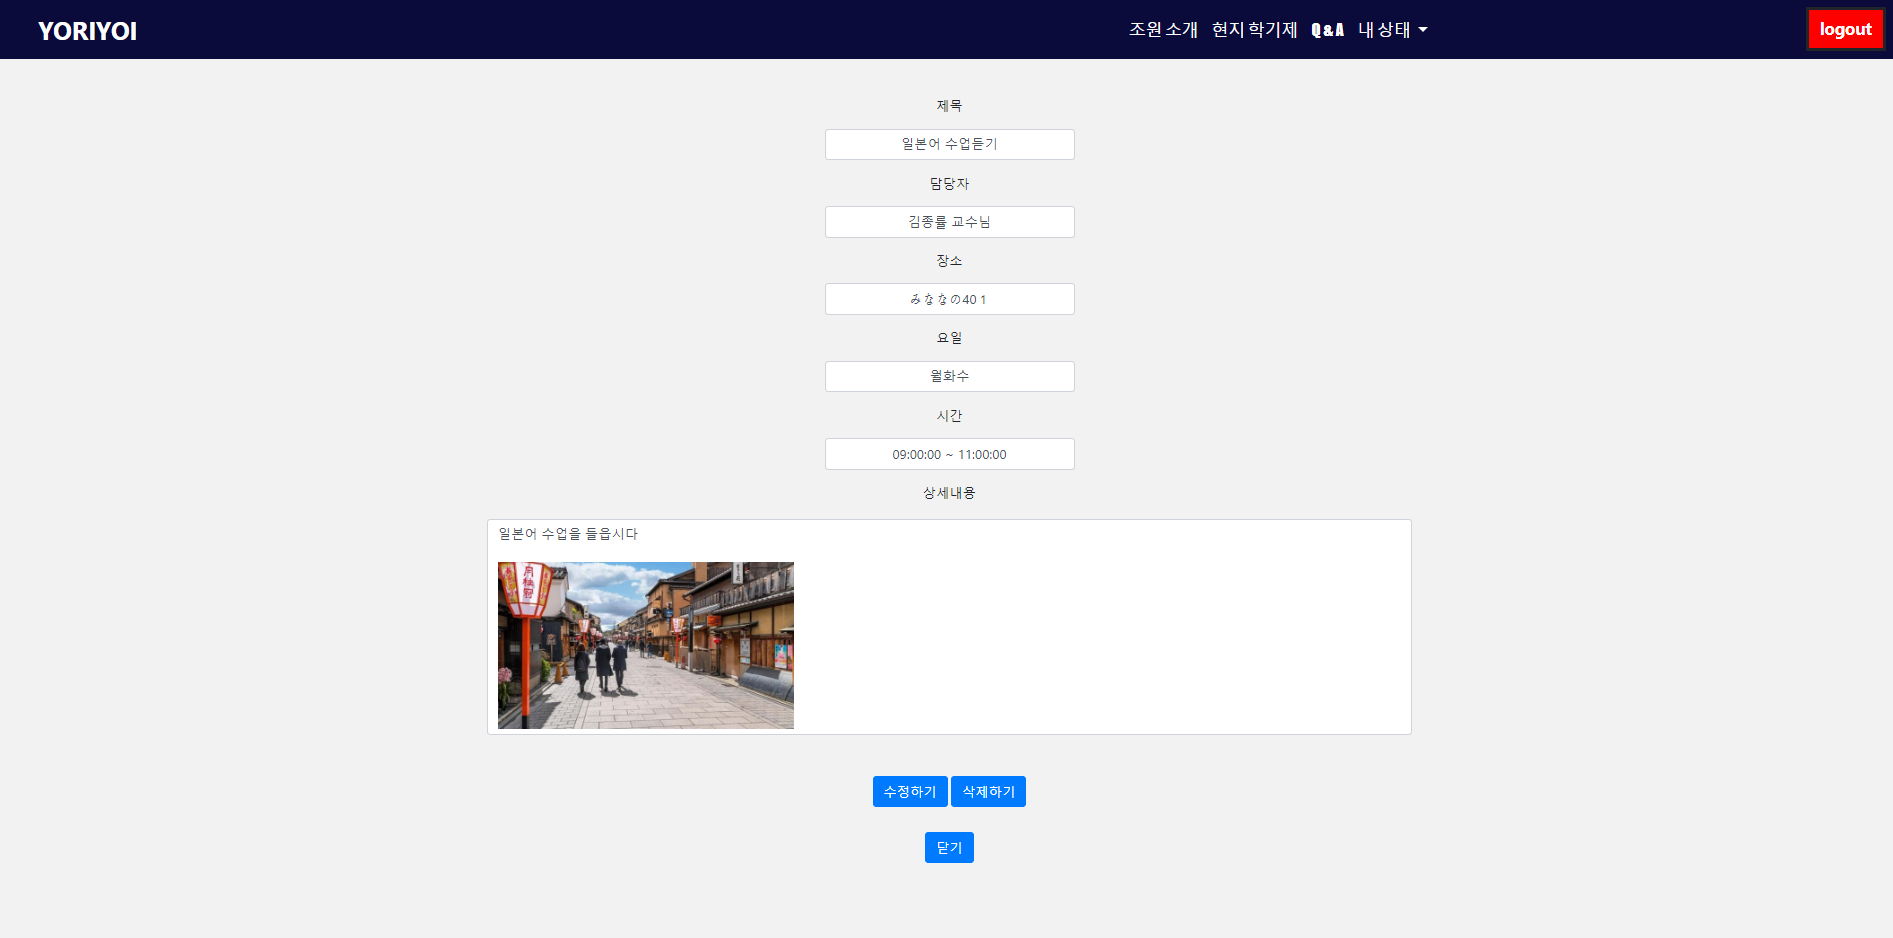 YORIYOI
조원 소개 현지 학기제 Q & A 내 상태
logout
제목
일본어 수업듣기
담당자
김종률 교수님
장소
みななの40 1
요일
월화수
시간
09:00:00 ~ 11:00:00
상세내용
일본어 수업을 들읍시다
수정하기 삭제하기
닫기